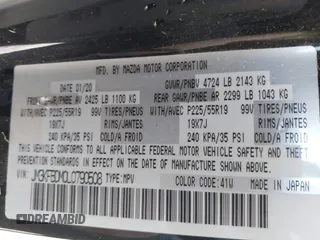 MFD. BY MAZDA MOTOR CORPORATION
01/20 GVWR/PNBV 4724 LB 2143 KG
GAWR/PNBE AV 2425 LB 1100 KG REAR GAWR/PNBE AR 2299 LB 1043 KG
WITH/AVEC P225/55R19 99V TIRES/PNEUS WITH/AVEC P225/55R19 99V TIRES/PNEUS
19X7J RIMS/JANTES 19X7J RIMS/JANTES
240 KPA/35 PSI COLD/A FROID 240 KPA/35 PSI COLD/A FROID
THIS VEHICLE CONFORMS TO ALL APPLICABLE FEDERAL MOTOR VEHICLE SAFETY
AND THEFT PREVENTION STANDARDS IN EFFECT ON THE DATE OF
MANUFACTURE SHOWN ABOVE.
TYPE:MPV COLOR CODE:41W MADE IN JAPAN
DREAMBID